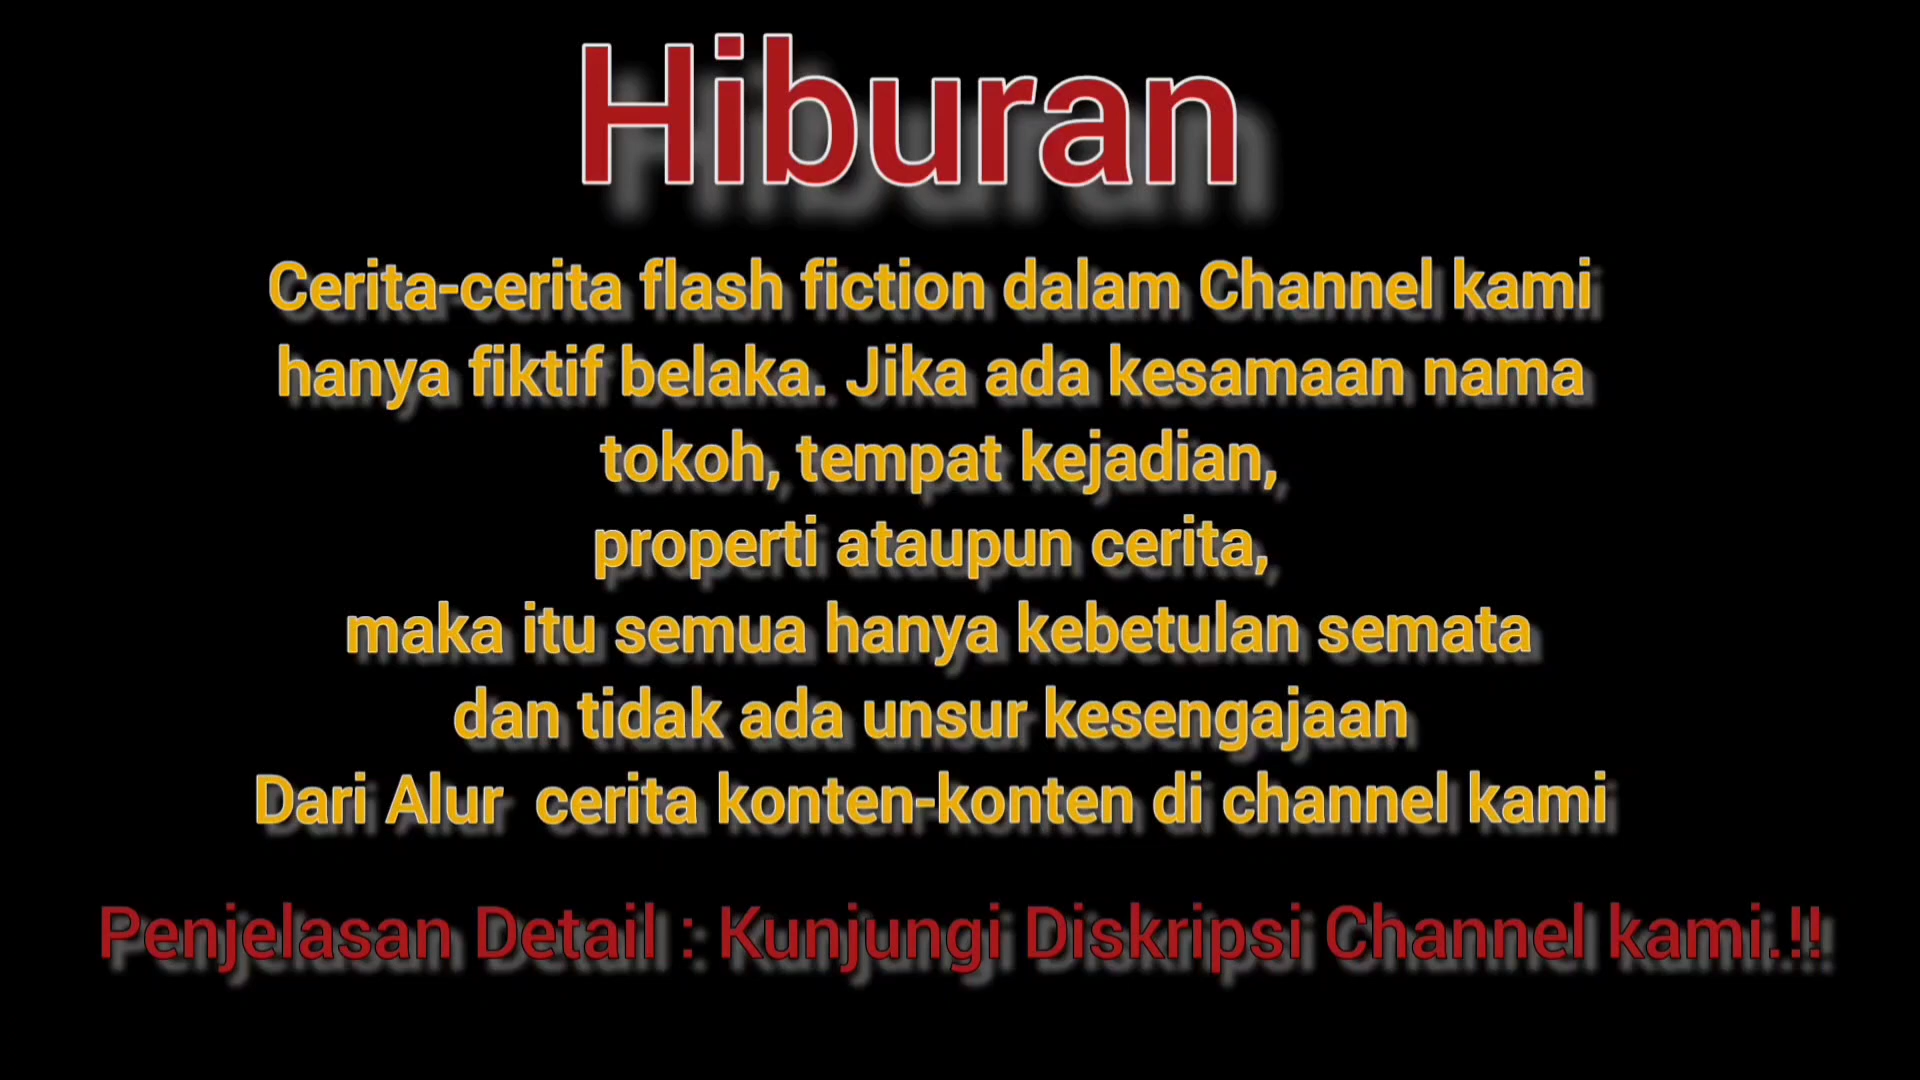 Hiburan
Cerita-cerita flash fiction dalam Channel kami
hanya fiktif belaka. Jika ada kesamaan nama
tokoh, tempat kejadian,
properti ataupun cerita,
maka itu semua hanya kebetulan semata
dan tidak ada unsur kesengajaan
Dari Alur cerita konten-konten di channel kami
Penjelasan Detail : Kunjungi Diskripsi Channel kami.!!